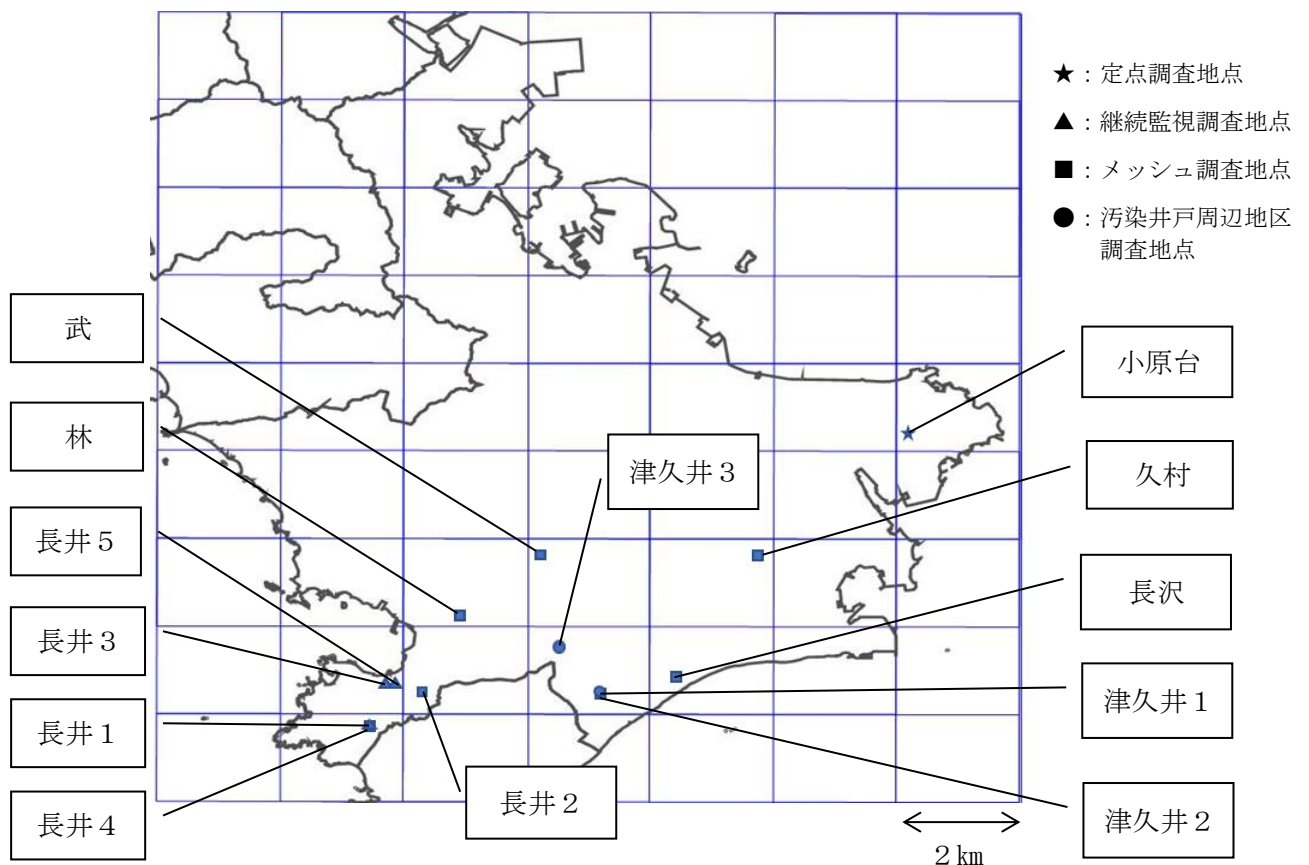 ★：定点調査地点
▲：継続監視調査地点
■：メッシュ調査地点
●：汚染井戸周辺地区
調査地点
武
林
長井５
長井３
長井１
長井４
津久井３
長井２
小原台
久村
長沢
津久井１
津久井２
２㎞